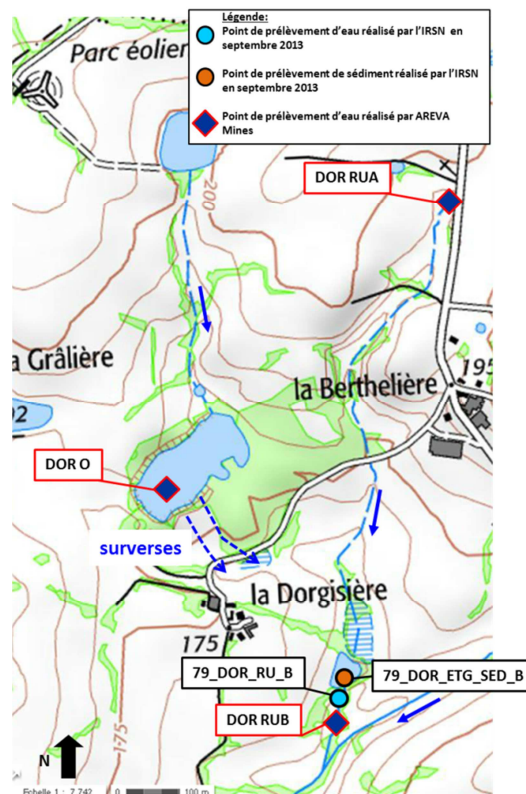 Légende:
Point de prélèvement d'eau réalisé par l'IRSN en
septembre 2013
Point de prélèvement de sédiment réalisé par l'IRSN
en septembre 2013
Point de prélèvement d'eau réalisé par AREVA
Mines
Parc éolien
DOR RUA
200
a Grâlière
la Berthelière
195
02
DOR O
surverses
la Dorgisière
175
79_DOR_RU_B
79_DOR_ETG_SED_B
DOR RUB
175
N
Echelle 1 : 7 742 0 100 m